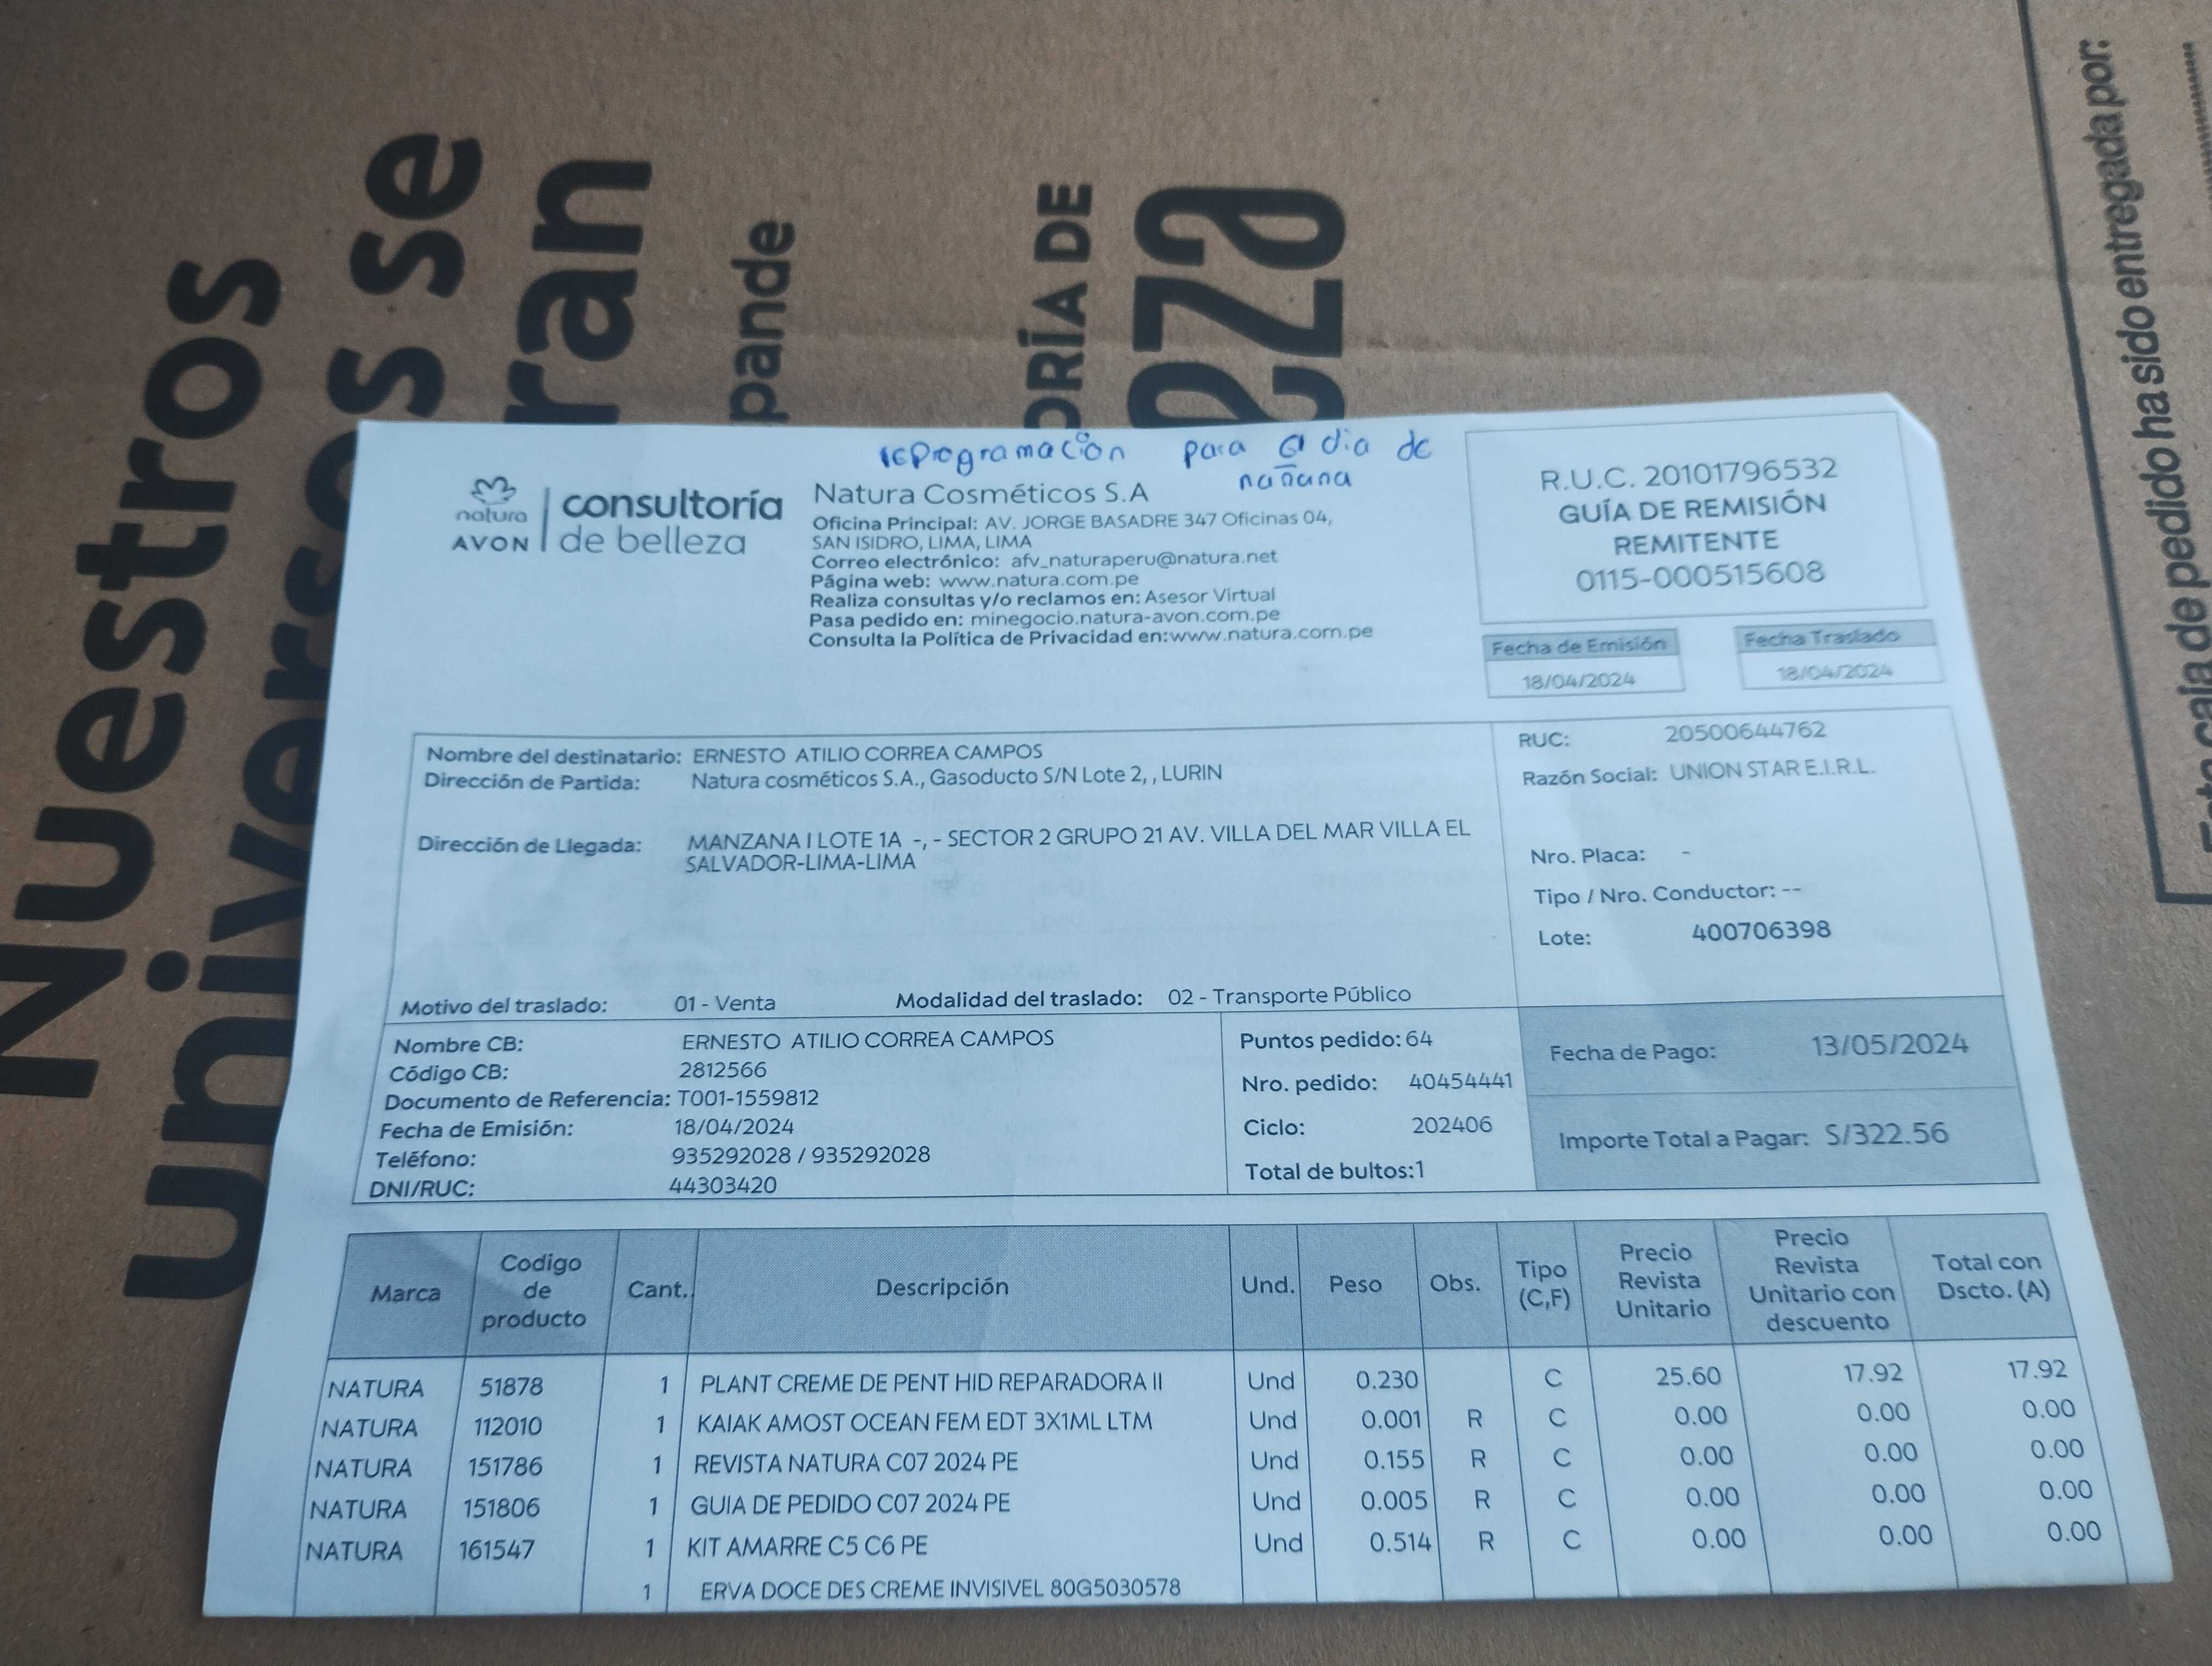 Nuestros
universos se
ran
pande
ORÍA DE
eza
Esta caja de pedido ha sido entregada por:
reprogramación para el dia de
mañana
natura
AVON
consultoría
de belleza
Natura Cosméticos S.A
Oficina Principal: AV. JORGE BASADRE 347 Oficinas 04,
SAN ISIDRO, LIMA, LIMA
Correo electrónico: afv_naturaperu@natura.net
Página web: www.natura.com.pe
Realiza consultas y/o reclamos en: Asesor Virtual
Pasa pedido en: minegocio.natura-avon.com.pe
Consulta la Política de Privacidad en:www.natura.com.pe
R.U.C. 20101796532
GUÍA DE REMISIÓN
REMITENTE
0115-000515608
Fecha de Emisión Fecha Traslado
18/04/2024 18/04/2024
Nombre del destinatario: ERNESTO ATILIO CORREA CAMPOS
Dirección de Partida: Natura cosméticos S.A., Gasoducto S/N Lote 2, , LURIN
Dirección de Llegada: MANZANA I LOTE 1A -, - SECTOR 2 GRUPO 21 AV. VILLA DEL MAR VILLA EL
SALVADOR-LIMA-LIMA
Motivo del traslado: 01 - Venta Modalidad del traslado: 02 - Transporte Público
RUC: 20500644762
Razón Social: UNION STAR E.I.R.L.
Nro. Placa: -
Tipo / Nro. Conductor: --
Lote: 400706398
Nombre CB: ERNESTO ATILIO CORREA CAMPOS
Código CB: 2812566
Documento de Referencia: T001-1559812
Fecha de Emisión: 18/04/2024
Teléfono: 935292028 / 935292028
DNI/RUC: 44303420
Puntos pedido: 64
Nro. pedido: 40454441
Ciclo: 202406
Total de bultos:1
Fecha de Pago: 13/05/2024
Importe Total a Pagar: S/322.56
Marca Codigo de producto Cant. Descripción Und. Peso Obs. Tipo (C,F) Precio Revista Unitario Precio Revista Unitario con descuento Total con Dscto. (A)
NATURA 51878 1 PLANT CREME DE PENT HID REPARADORA II Und 0.230 C 25.60 17.92 17.92
NATURA 112010 1 KAIAK AMOST OCEAN FEM EDT 3X1ML LTM Und 0.001 R C 0.00 0.00 0.00
NATURA 151786 1 REVISTA NATURA C07 2024 PE Und 0.155 R C 0.00 0.00 0.00
NATURA 151806 1 GUIA DE PEDIDO C07 2024 PE Und 0.005 R C 0.00 0.00 0.00
NATURA 161547 1 KIT AMARRE C5 C6 PE Und 0.514 R C 0.00 0.00 0.00
1 ERVA DOCE DES CREME INVISIVEL 80G5030578